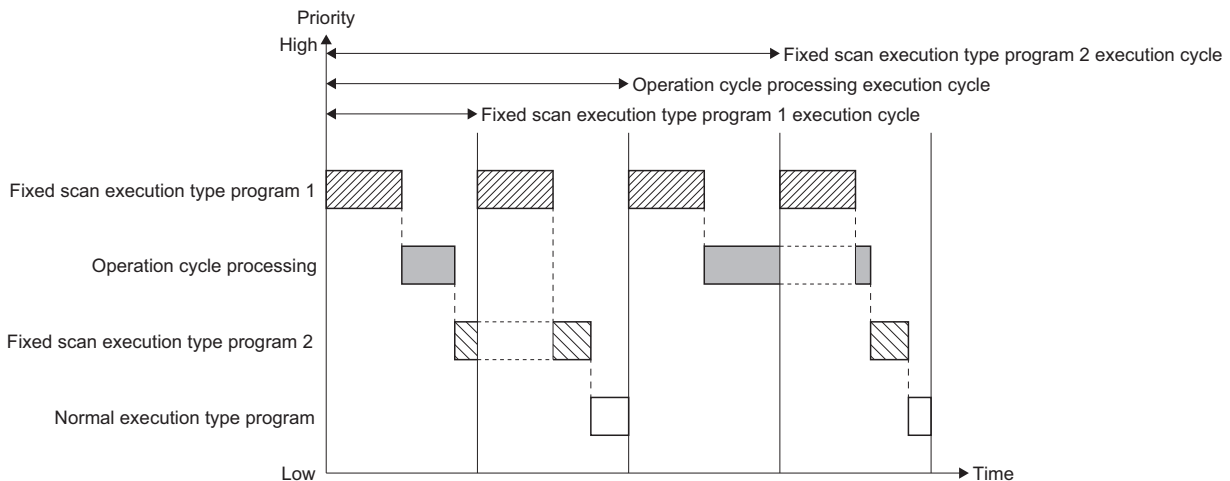 Priority
High
Fixed scan execution type program 2 execution cycle
Operation cycle processing execution cycle
Fixed scan execution type program 1 execution cycle
Fixed scan execution type program 1
Operation cycle processing
Fixed scan execution type program 2
Normal execution type program
Low
Time